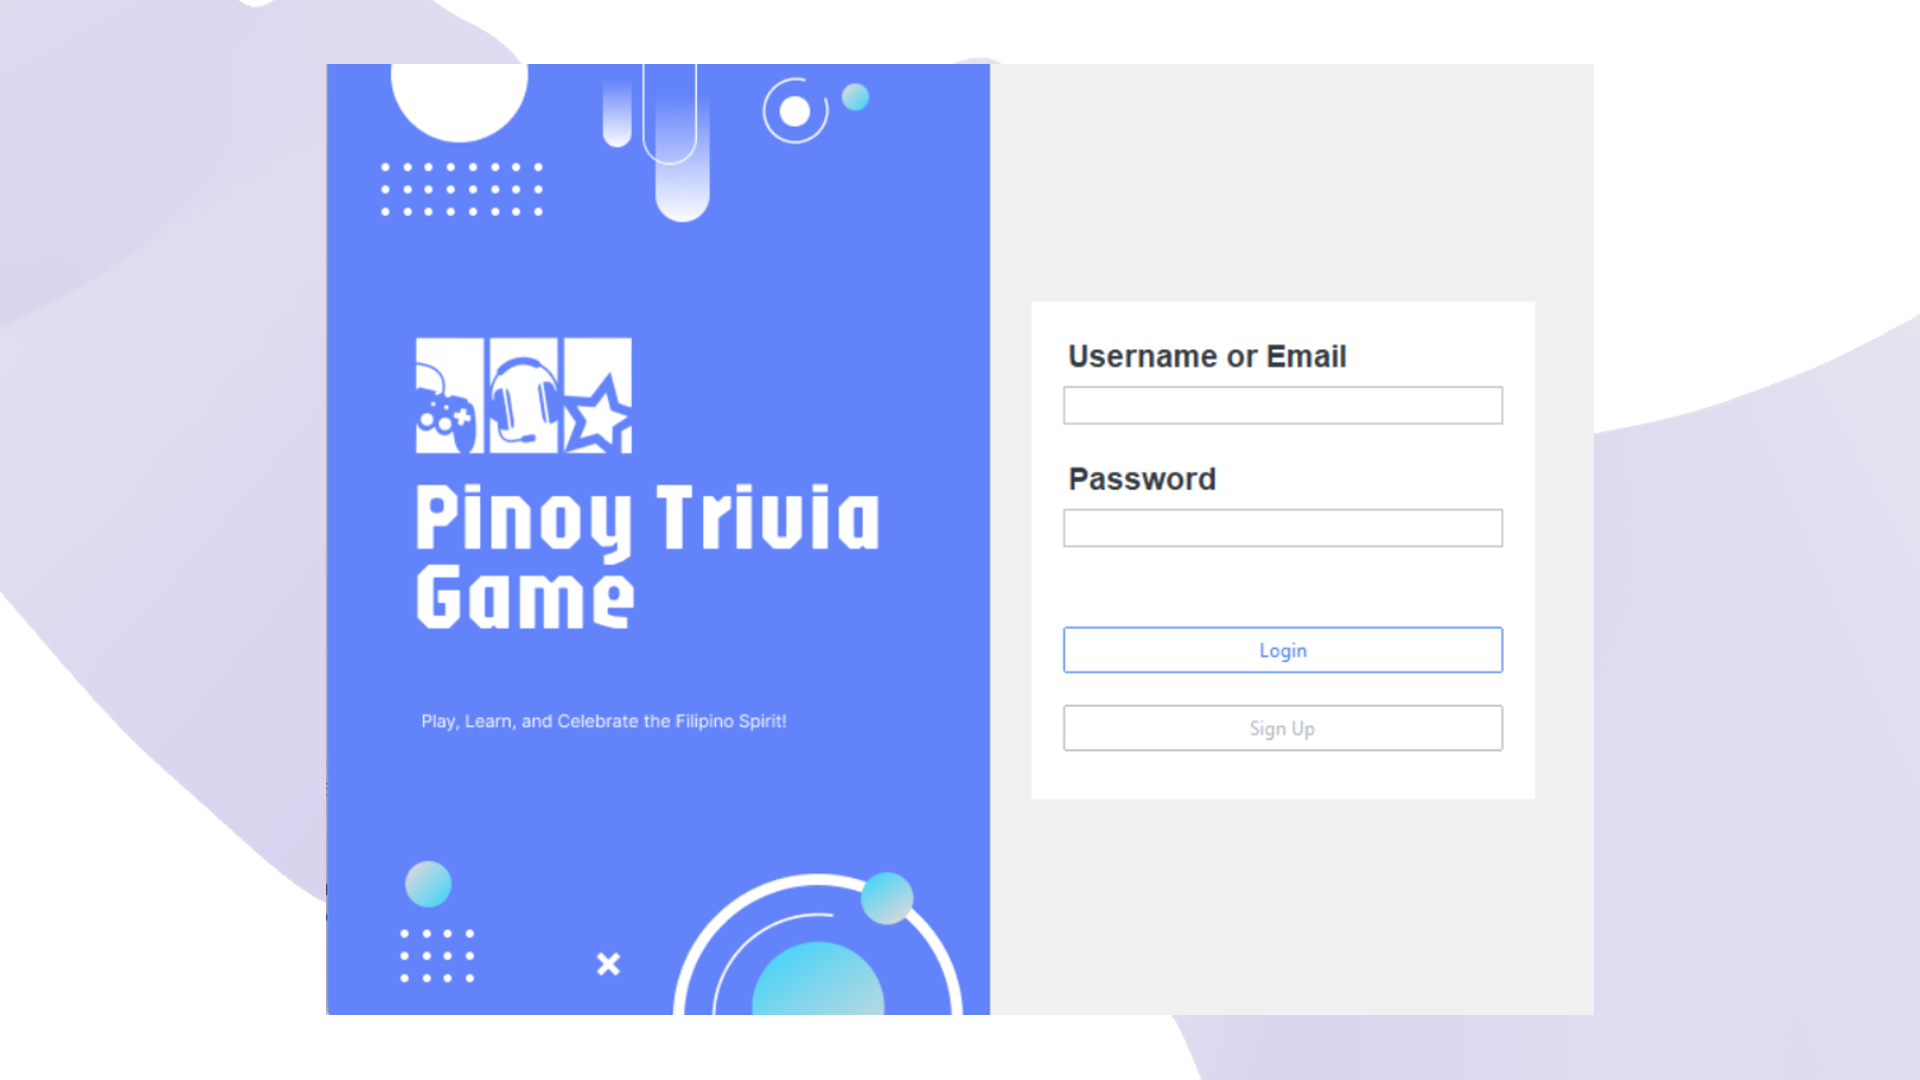 Pinoy Trivia
Game
Play, Learn, and Celebrate the Filipino Spirit!
Username or Email
Password
Login
Sign Up